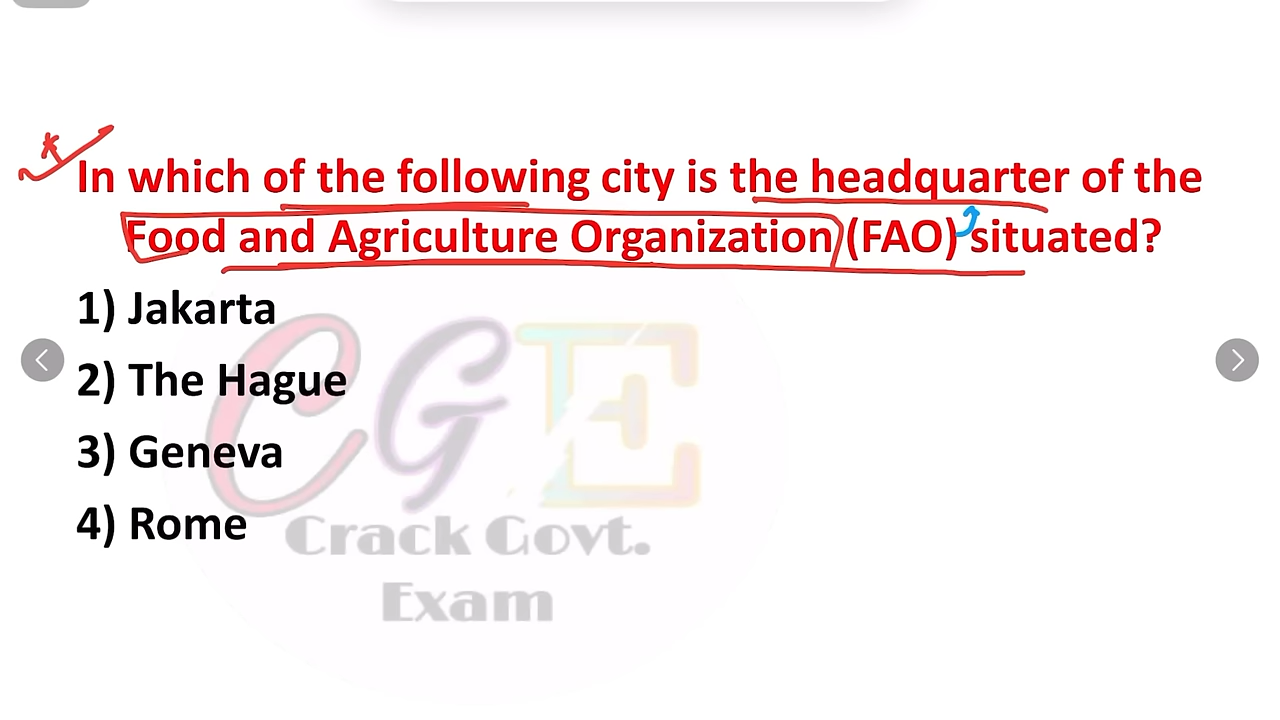 In which of the following city is the headquarter of the
Food and Agriculture Organization (FAO) situated?
1) Jakarta
2) The Hague
3) Geneva
4) Rome
CGE
Crack Govt.
Exam